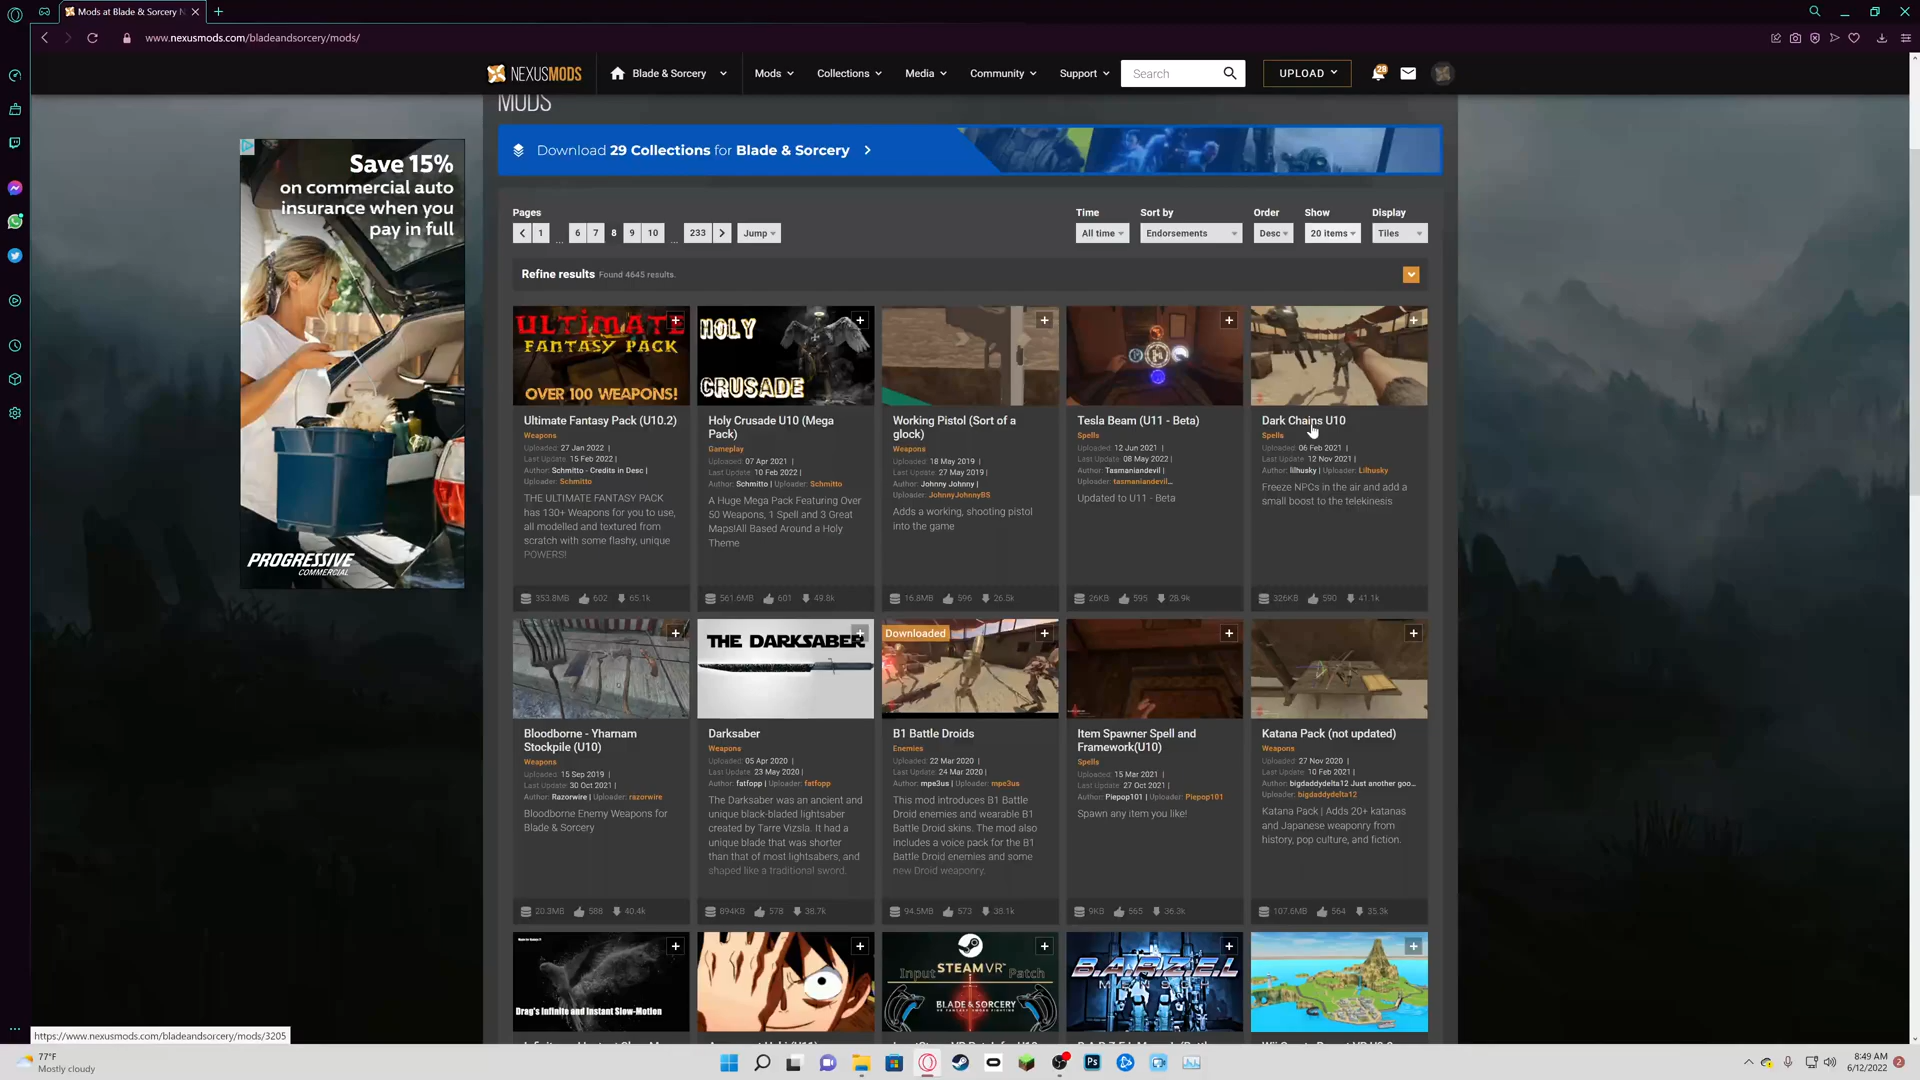 Mods at Blade & Sorcery N
www.nexusmods.com/bladeandsorcery/mods/
NEXUSMODS
Blade & Sorcery
Mods
Collections
Media
Community
Support
Search
UPLOAD
28
MODS
Download 29 Collections for Blade & Sorcery
Save 15%
on commercial auto
insurance when you
pay in full
PROGRESSIVE
COMMERCIAL
Pages
1 ... 6 7 8 9 10 ... 233
Jump
Time
All time
Sort by
Endorsements
Order
Desc
Show
20 items
Display
Tiles
Refine results Found 4645 results.
ULTIMATE
FANTASY PACK
OVER 100 WEAPONS!
Ultimate Fantasy Pack (U10.2)
Weapons
Uploaded: 27 Jan 2022 |
Last Update: 15 Feb 2022 |
Author: Schmitto - Credits in Desc |
Uploader: Schmitto
THE ULTIMATE FANTASY PACK
has 130+ Weapons for you to use,
all modelled and textured from
scratch with some flashy, unique
POWERS!
353.8MB 602 65.1k
HOLY
CRUSADE
Holy Crusade U10 (Mega
Pack)
Gameplay
Uploaded: 07 Apr 2021 |
Last Update: 10 Feb 2022 |
Author: Schmitto | Uploader: Schmitto
A Huge Mega Pack Featuring Over
50 Weapons, 1 Spell and 3 Great
Maps!All Based Around a Holy
Theme
561.6MB 601 49.8k
Working Pistol (Sort of a
glock)
Weapons
Uploaded: 18 May 2019 |
Last Update: 27 May 2019 |
Author: Johnny Johnny |
Uploader: JohnnyJohnnyBS
Adds a working, shooting pistol
into the game
16.8MB 596 26.5k
Tesla Beam (U11 - Beta)
Spells
Uploaded: 12 Jun 2021 |
Last Update: 08 May 2022 |
Author: Tasmaniandevil |
Uploader: tasmaniandevil...
Updated to U11 - Beta
26KB 595 28.9k
Dark Chains U10
Spells
Uploaded: 06 Feb 2021 |
Last Update: 12 Nov 2021 |
Author: lilhusky | Uploader: Lilhusky
Freeze NPCs in the air and add a
small boost to the telekinesis
326KB 590 41.1k
Bloodborne - Yharnam
Stockpile (U10)
Weapons
Uploaded: 15 Sep 2019 |
Last Update: 30 Oct 2021 |
Author: Razorwire | Uploader: razorwire
Bloodborne Enemy Weapons for
Blade & Sorcery
20.3MB 588 40.4k
THE DARKSABER
Darksaber
Weapons
Uploaded: 05 Apr 2020 |
Last Update: 23 May 2020 |
Author: fatfopp | Uploader: fatfopp
The Darksaber was an ancient and
unique black-bladed lightsaber
created by Tarre Vizsla. It had a
unique blade that was shorter
than that of most lightsabers, and
shaped like a traditional sword.
894KB 578 38.7k
Downloaded
B1 Battle Droids
Enemies
Uploaded: 22 Mar 2020 |
Last Update: 24 Mar 2020 |
Author: mpe3us | Uploader: mpe3us
This mod introduces B1 Battle
Droid enemies and wearable B1
Battle Droid skins. The mod also
includes a voice pack for the B1
Battle Droid enemies and some
new Droid weaponry.
94.5MB 573 38.1k
Item Spawner Spell and
Framework(U10)
Spells
Uploaded: 15 Mar 2021 |
Last Update: 27 Oct 2021 |
Author: Piepop101 | Uploader: Piepop101
Spawn any item you like!
9KB 565 36.3k
Katana Pack (not updated)
Weapons
Uploaded: 27 Nov 2020 |
Last Update: 10 Feb 2021 |
Author: bigdaddydelta12 Just another goo...
Uploader: bigdaddydelta12
Katana Pack | Adds 20+ katanas
and Japanese weaponry from
history, pop culture, and fiction.
107.6MB 564 35.3k
Drag's Infinite and Instant Slow-Motion
STEAMVR
Input Patch
BLADE & SORCERY
B.A.R.Z.E.L
MENSCH
https://www.nexusmods.com/bladeandsorcery/mods/3205
77°F
Mostly cloudy
Ps
8:49 AM
6/12/2022
2